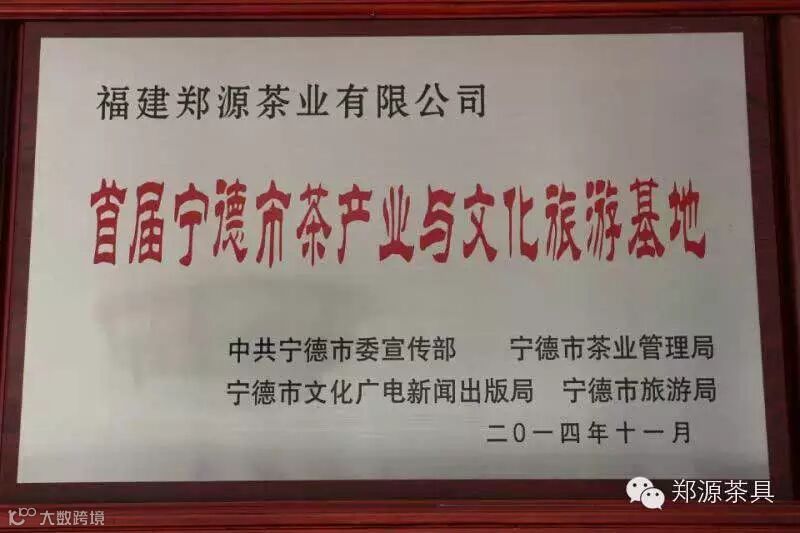 福建郑源茶业有限公司
首届宁德市茶产业与文化旅游基地
中共宁德市委宣传部 宁德市茶业管理局
宁德市文化广电新闻出版局 宁德市旅游局
二〇一四年十一月
郑源茶具
大数跨境